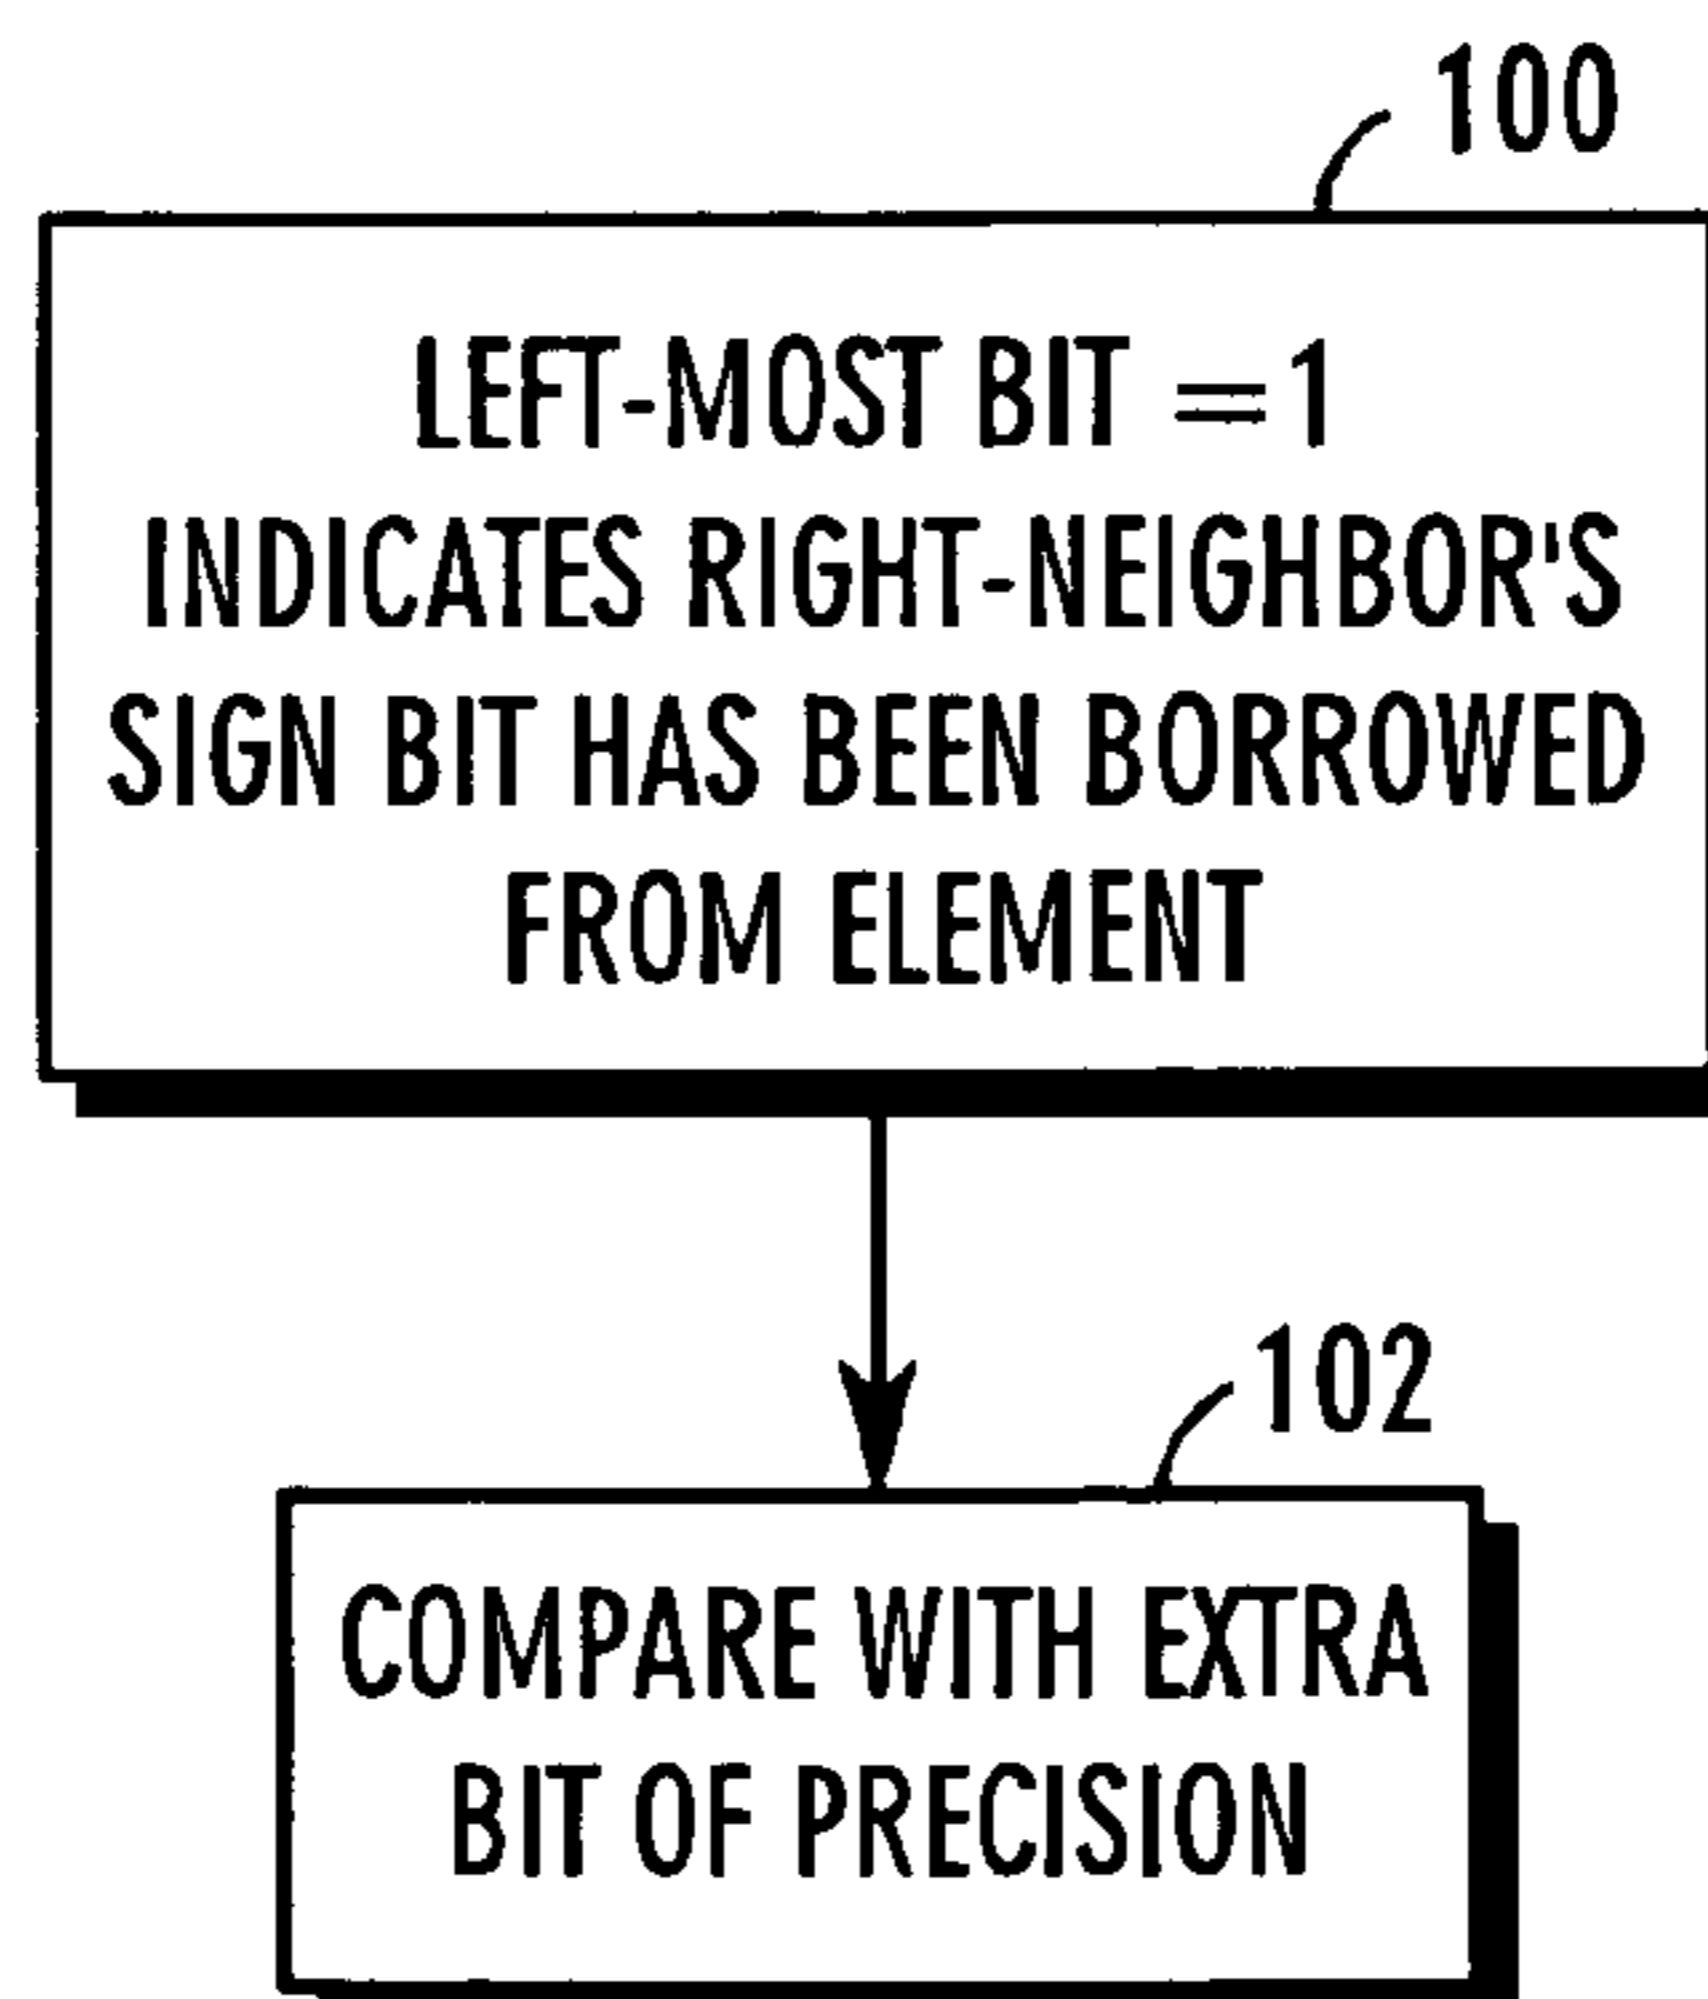 100
LEFT-MOST BIT =1
INDICATES RIGHT-NEIGHBOR'S
SIGN BIT HAS BEEN BORROWED
FROM ELEMENT
102
COMPARE WITH EXTRA
BIT OF PRECISION